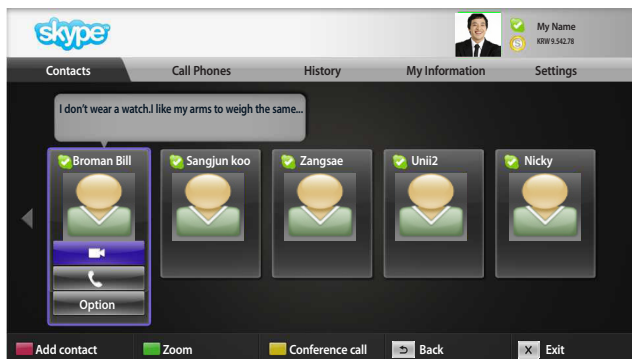 skype
My Name
KRW 9.542.78
Contacts Call Phones History My Information Settings
I don't wear a watch.I like my arms to weigh the same...
Broman Bill Sangjun koo Zangsae Unii2 Nicky
Option
Add contact Zoom Conference call Back X Exit